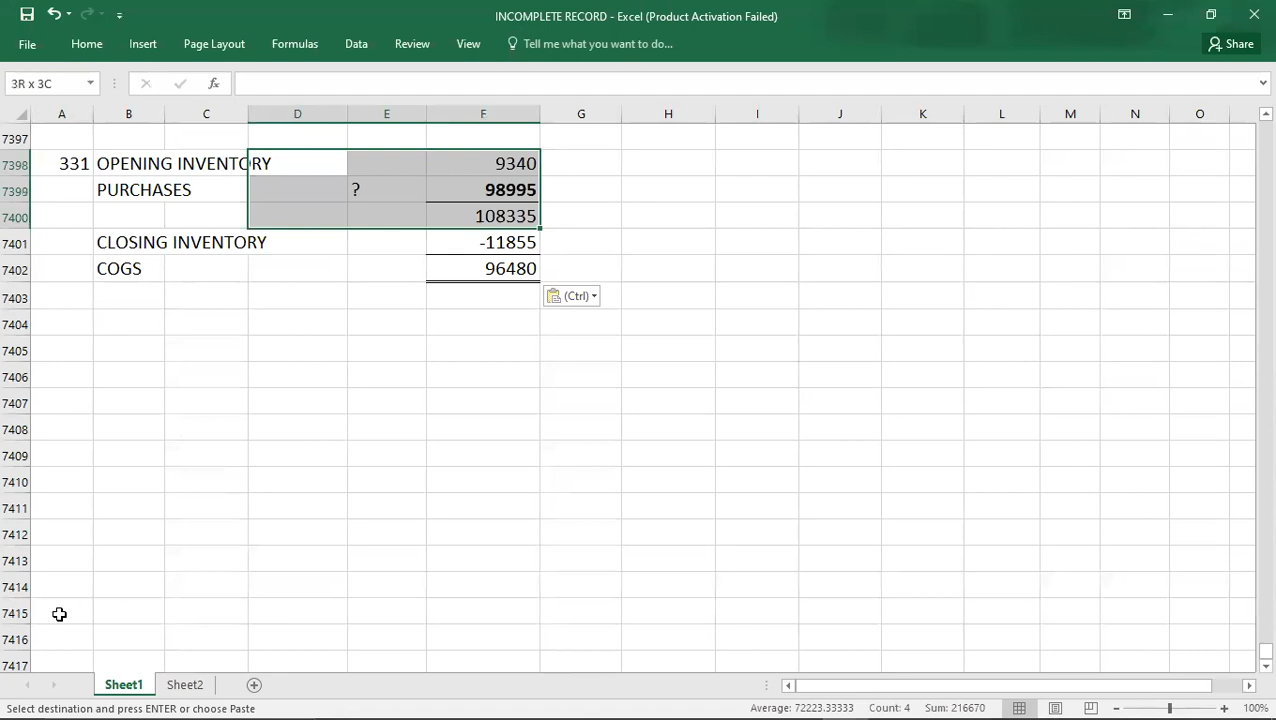 INCOMPLETE RECORD - Excel (Product Activation Failed)
File Home Insert Page Layout Formulas Data Review View Tell me what you want to do... Share
3R x 3C fx
A B C D E F G H I J K L M N O
7397
7398 331 OPENING INVENTORY 9340
7399 PURCHASES ? 98995
7400 108335
7401 CLOSING INVENTORY -11855
7402 COGS 96480
7403 (Ctrl)
7404
7405
7406
7407
7408
7409
7410
7411
7412
7413
7414
7415
7416
7417
Sheet1 Sheet2
Select destination and press ENTER or choose Paste Average: 72223.33333 Count: 4 Sum: 216670 100%